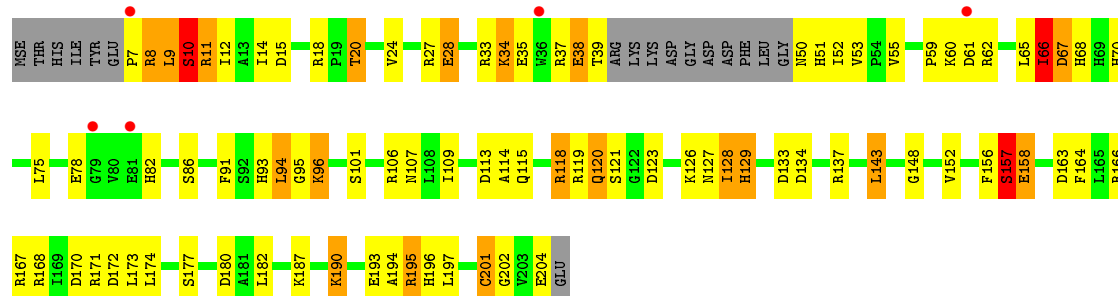 MSE THR HIS ILE TYR GLU P7 R8 L9 S10 R11 I12 A13 I14 D15 R18 P19 T20 V24 R27 E28 R33 K34 E35 W36 R37 E38 T39 ARG LYS LYS ASP GLY ASP ASP PHE LEU GLY N50 H51 I52 V53 P54 V55 P59 K60 D61 R62 L65 I66 D67 H68 H69 H70
L75 E78 G79 V80 E81 H82 S86 F91 S92 H93 L94 G95 K96 S101 R106 N107 L108 I109 D113 A114 Q115 R118 R119 Q120 S121 G122 D123 K126 N127 I128 H129 D133 D134 R137 L143 G148 V152 F156 S157 E158 D163 F164 L165 R166
R167 R168 I169 D170 R171 D172 L173 L174 S177 D180 A181 L182 K187 K190 E193 A194 R195 H196 L197 C201 G202 V203 E204 GLU